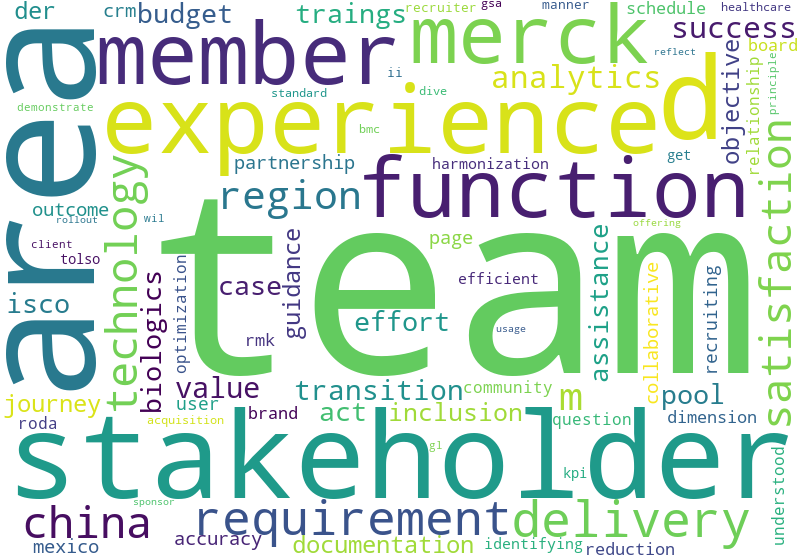 der
crm
budget
traings
recruiter
gsa
manner
schedule
healthcare
area
member
merck
success
board
ii
analytics
reflect
objective
relationship
principle
demonstrate
standard
dive
experienced
bmc
partnership
harmonization
get
technology
region
function
satisfaction
outcome
rollout
wil
client
tolso
guidance
page
team
assistance
collaborative
recruiting
offering
optimization
biologics
case
efficient
isco
effort
usage
rmk
journey
value
transition
community
m
pool
user
brand
act
inclusion
question
dimension
roda
acquisition
stakeholder
gl
kpi
understood
sponsor
china
requirement
delivery
mexico
accuracy
documentation
identifying
reduction